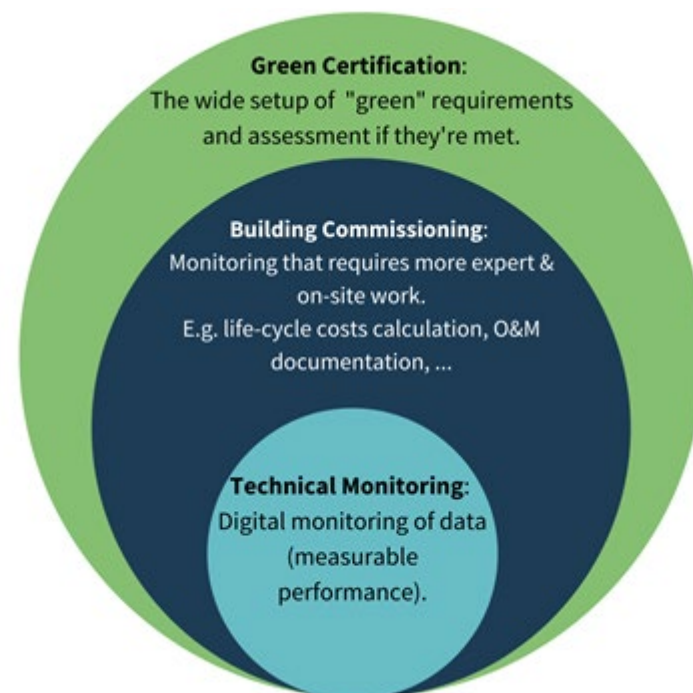 Green Certification:
The wide setup of "green" requirements
and assessment if they're met.
Building Commissioning:
Monitoring that requires more expert &
on-site work.
E.g. life-cycle costs calculation, O&M
documentation, ...
Technical Monitoring:
Digital monitoring of data
(measurable
performance).